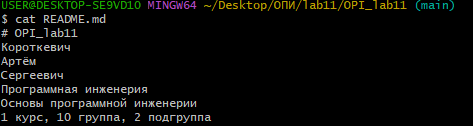 USER@DESKTOP-SE9VD1O MINGW64 ~/Desktop/ОПИ/lab11/OPI_lab11 (main)
$ cat README.md
# OPI_lab11
Короткевич
Артём
Сергеевич
Программная инженерия
Основы программной инженерии
1 курс, 10 группа, 2 подгруппа